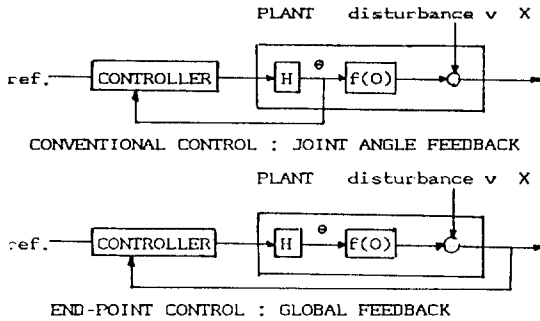 PLANT disturbance v X
ref. CONTROLLER H θ f(O)
CONVENTIONAL CONTROL : JOINT ANGLE FEEDBACK
PLANT disturbance v X
ref. CONTROLLER H θ f(O)
END-POINT CONTROL : GLOBAL FEEDBACK